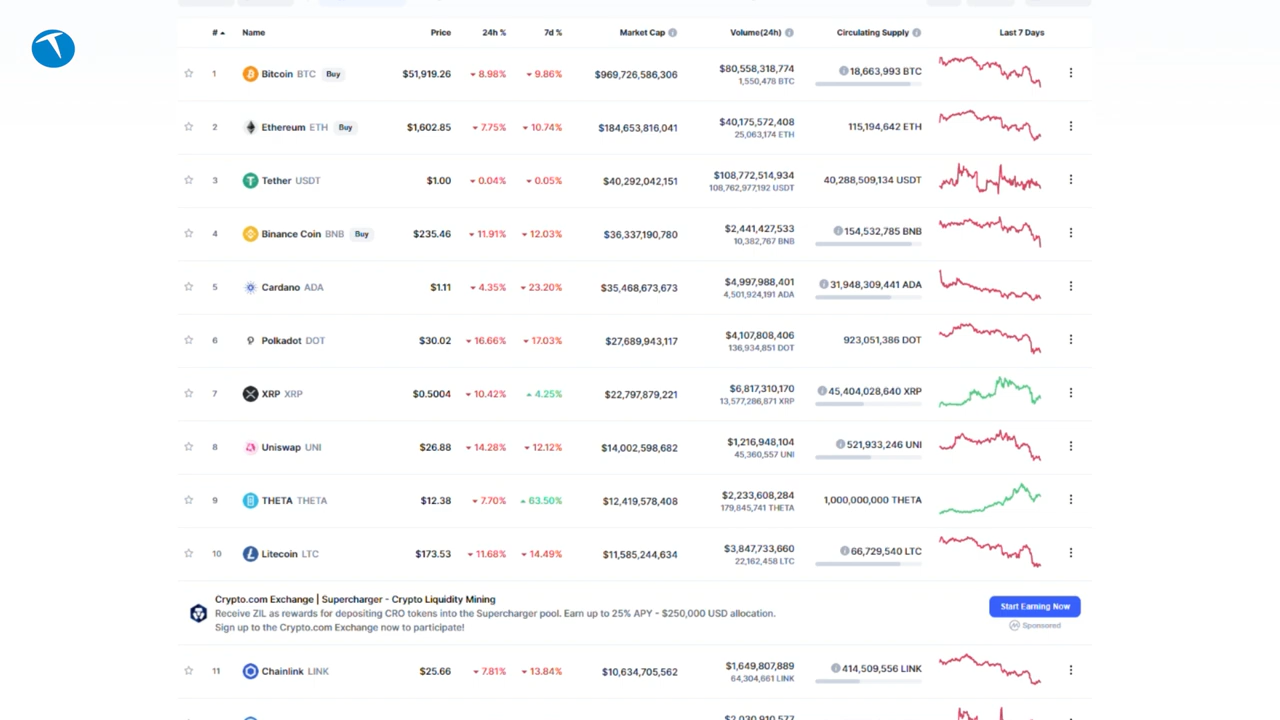 # Name Price 24h % 7d % Market Cap Volume(24h) Circulating Supply Last 7 Days
1 Bitcoin BTC Buy $51,919.26 8.98% 9.86% $969,726,586,306 $80,558,318,774 18,663,993 BTC
1,550,478 BTC
2 Ethereum ETH Buy $1,602.85 7.75% 10.74% $184,653,816,041 $40,175,572,408 115,194,642 ETH
25,063,174 ETH
3 Tether USDT $1.00 0.04% 0.05% $40,292,042,151 $108,772,514,934 40,288,509,134 USDT
108,762,977,192 USDT
4 Binance Coin BNB Buy $235.46 11.91% 12.03% $36,337,190,780 $2,441,427,533 154,532,785 BNB
10,382,767 BNB
5 Cardano ADA $1.11 4.35% 23.20% $35,468,673,673 $4,997,988,401 31,948,309,441 ADA
4,501,924,191 ADA
6 Polkadot DOT $30.02 16.66% 17.03% $27,689,943,117 $4,107,808,406 923,051,386 DOT
136,934,851 DOT
7 XRP XRP $0.5004 10.42% 4.25% $22,797,879,221 $6,817,310,170 45,404,028,640 XRP
13,577,286,871 XRP
8 Uniswap UNI $26.88 14.28% 12.12% $14,002,598,682 $1,216,948,104 521,933,246 UNI
45,360,557 UNI
9 THETA THETA $12.38 7.70% 63.50% $12,419,578,408 $2,233,608,284 1,000,000,000 THETA
179,845,741 THETA
10 Litecoin LTC $173.53 11.68% 14.49% $11,585,244,634 $3,847,733,660 66,729,540 LTC
22,162,458 LTC
Crypto.com Exchange | Supercharger - Crypto Liquidity Mining
Receive ZIL as rewards for depositing CRO tokens into the Supercharger pool. Earn up to 25% APY - $250,000 USD allocation.
Sign up to the Crypto.com Exchange now to participate!
Start Earning Now
Sponsored
11 Chainlink LINK $25.66 7.81% 13.84% $10,634,705,562 $1,649,807,889 414,509,556 LINK
64,304,661 LINK